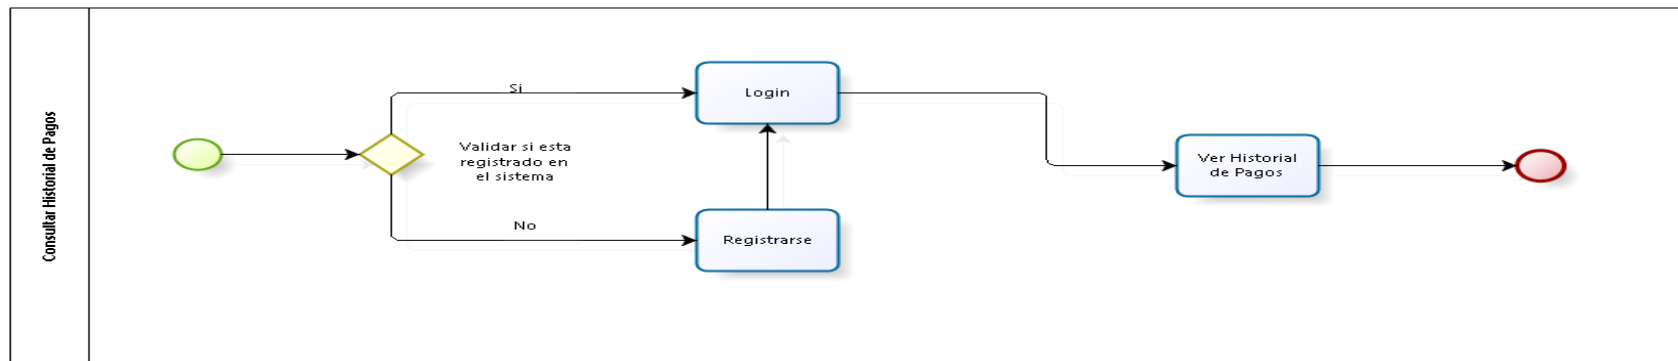 Consultar Historial de Pagos
Si
Login
Validar si esta
registrado en
el sistema
Ver Historial
de Pagos
No
Registrarse